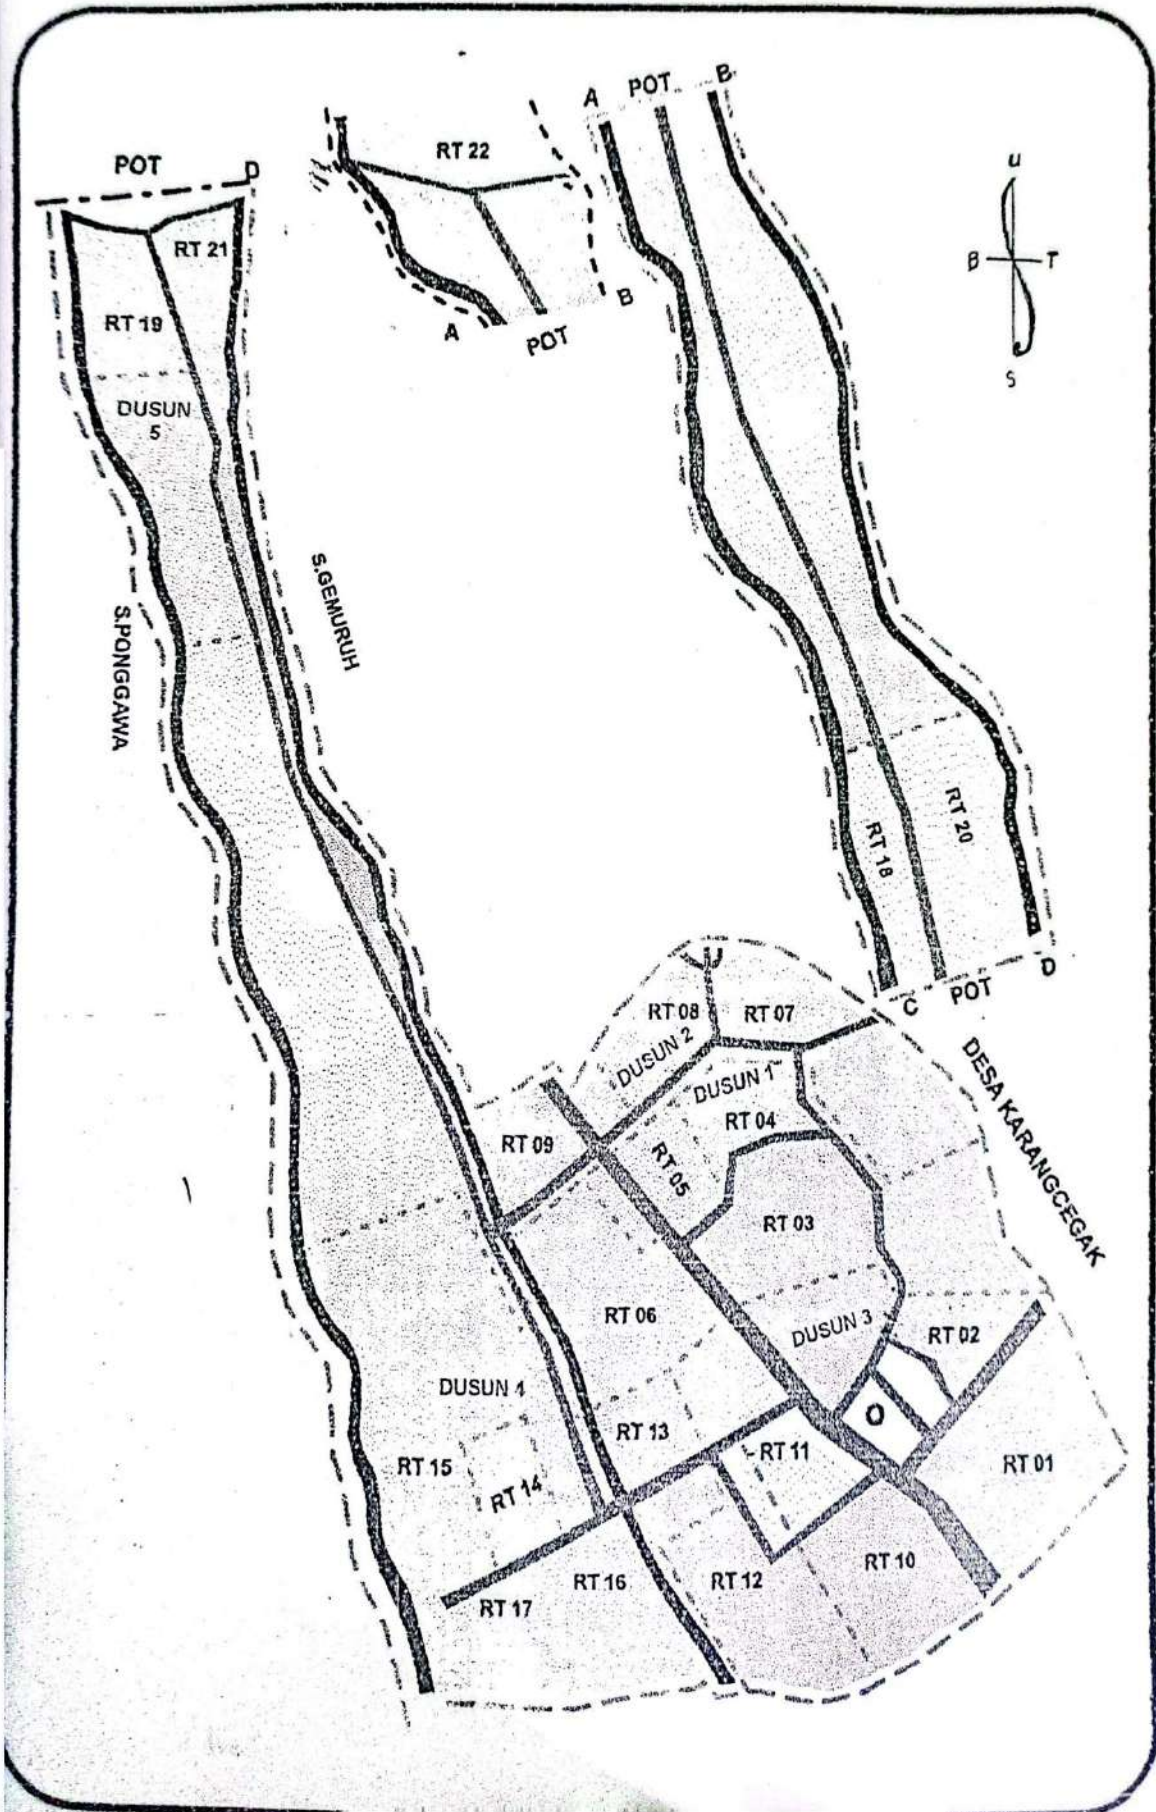 A POT B
RT 22
POT D
U
RT 21
B T
B
RT 19
A POT
S
DUSUN
5
S.GEMURUH
S.PONGGAWA
RT 20
RT 18
D
POT
C
RT 08 RT 07
DUSUN 2
DESA KARANGCEGAK
DUSUN 1
RT 04
RT 09
RT 05
RT 03
RT 06
DUSUN 3
RT 02
DUSUN 4
O
RT 13
RT 11
RT 15
RT 01
RT 14
RT 10
RT 16
RT 12
RT 17